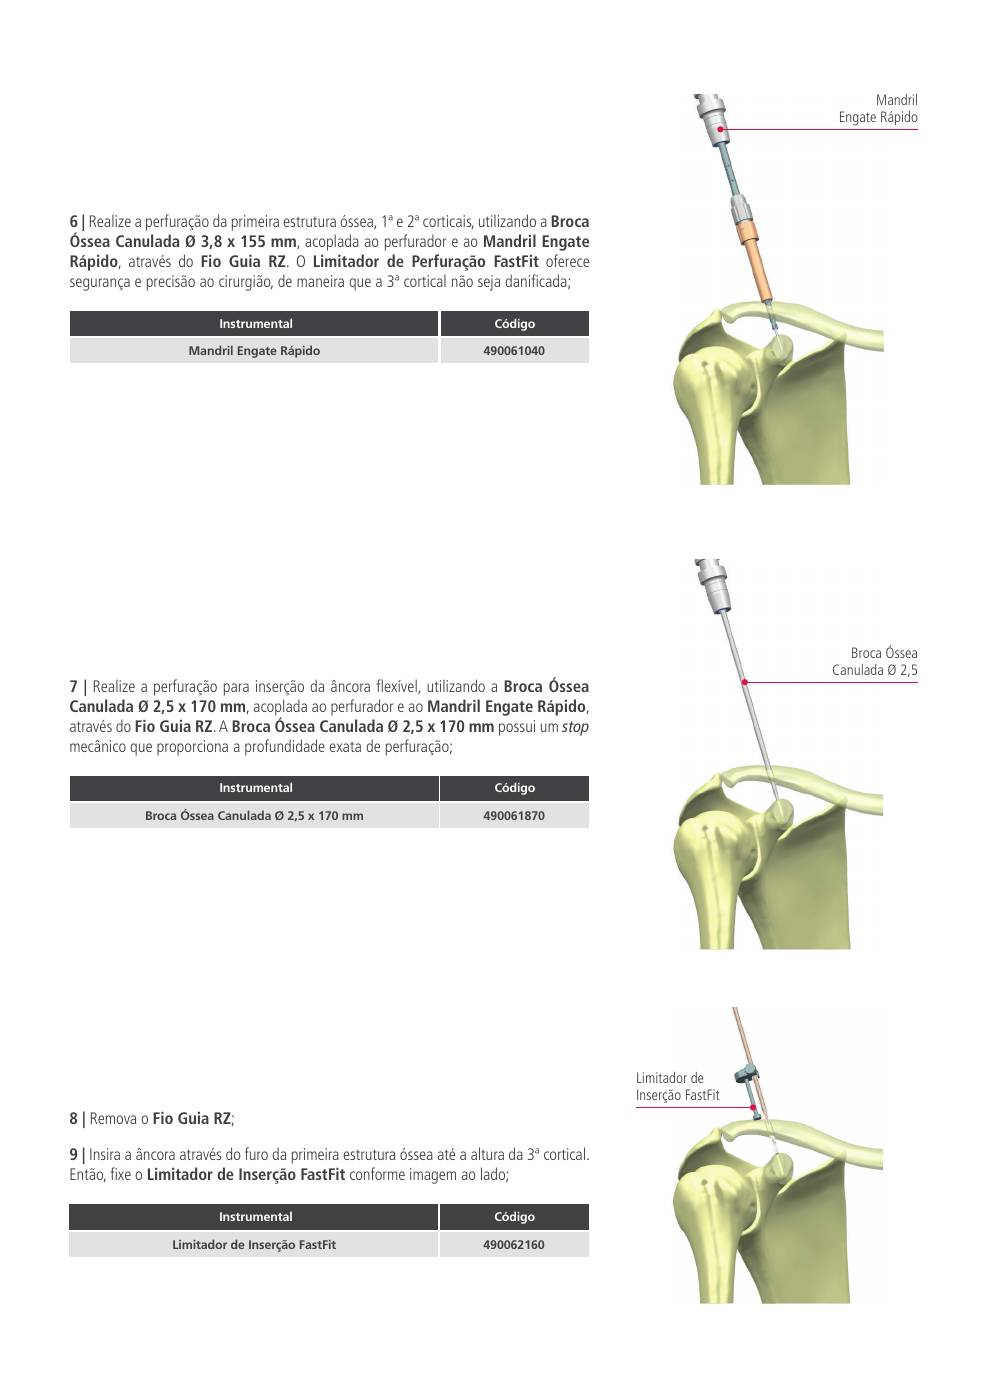 Mandril
Engate Rápido
6 | Realize a perfuração da primeira estrutura óssea, 1ª e 2ª corticais, utilizando a Broca
Óssea Canulada Ø 3,8 x 155 mm, acoplada ao perfurador e ao Mandril Engate
Rápido, através do Fio Guia RZ. O Limitador de Perfuração FastFit oferece
segurança e precisão ao cirurgião, de maneira que a 3ª cortical não seja danificada;
Instrumental Código
Mandril Engate Rápido 490061040
Broca Óssea
Canulada Ø 2,5
7 | Realize a perfuração para inserção da âncora flexível, utilizando a Broca Óssea
Canulada Ø 2,5 x 170 mm, acoplada ao perfurador e ao Mandril Engate Rápido,
através do Fio Guia RZ. A Broca Óssea Canulada Ø 2,5 x 170 mm possui um stop
mecânico que proporciona a profundidade exata de perfuração;
Instrumental Código
Broca Óssea Canulada Ø 2,5 x 170 mm 490061870
Limitador de
Inserção FastFit
8 | Remova o Fio Guia RZ;
9 | Insira a âncora através do furo da primeira estrutura óssea até a altura da 3ª cortical.
Então, fixe o Limitador de Inserção FastFit conforme imagem ao lado;
Instrumental Código
Limitador de Inserção FastFit 490062160